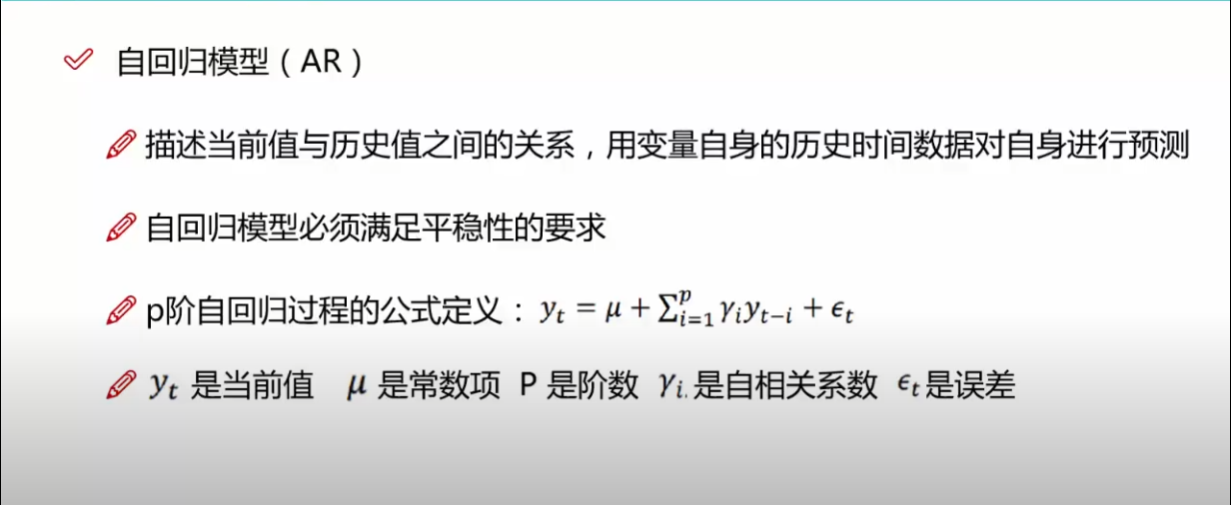 自回归模型（AR）
描述当前值与历史值之间的关系，用变量自身的历史时间数据对自身进行预测
自回归模型必须满足平稳性的要求
p阶自回归过程的公式定义： $y_t = \mu + \sum_{i=1}^{p} \gamma_i y_{t-i} + \epsilon_t$
$y_t$ 是当前值 $\mu$ 是常数项 P 是阶数 $\gamma_i$ 是自相关系数 $\epsilon_t$ 是误差